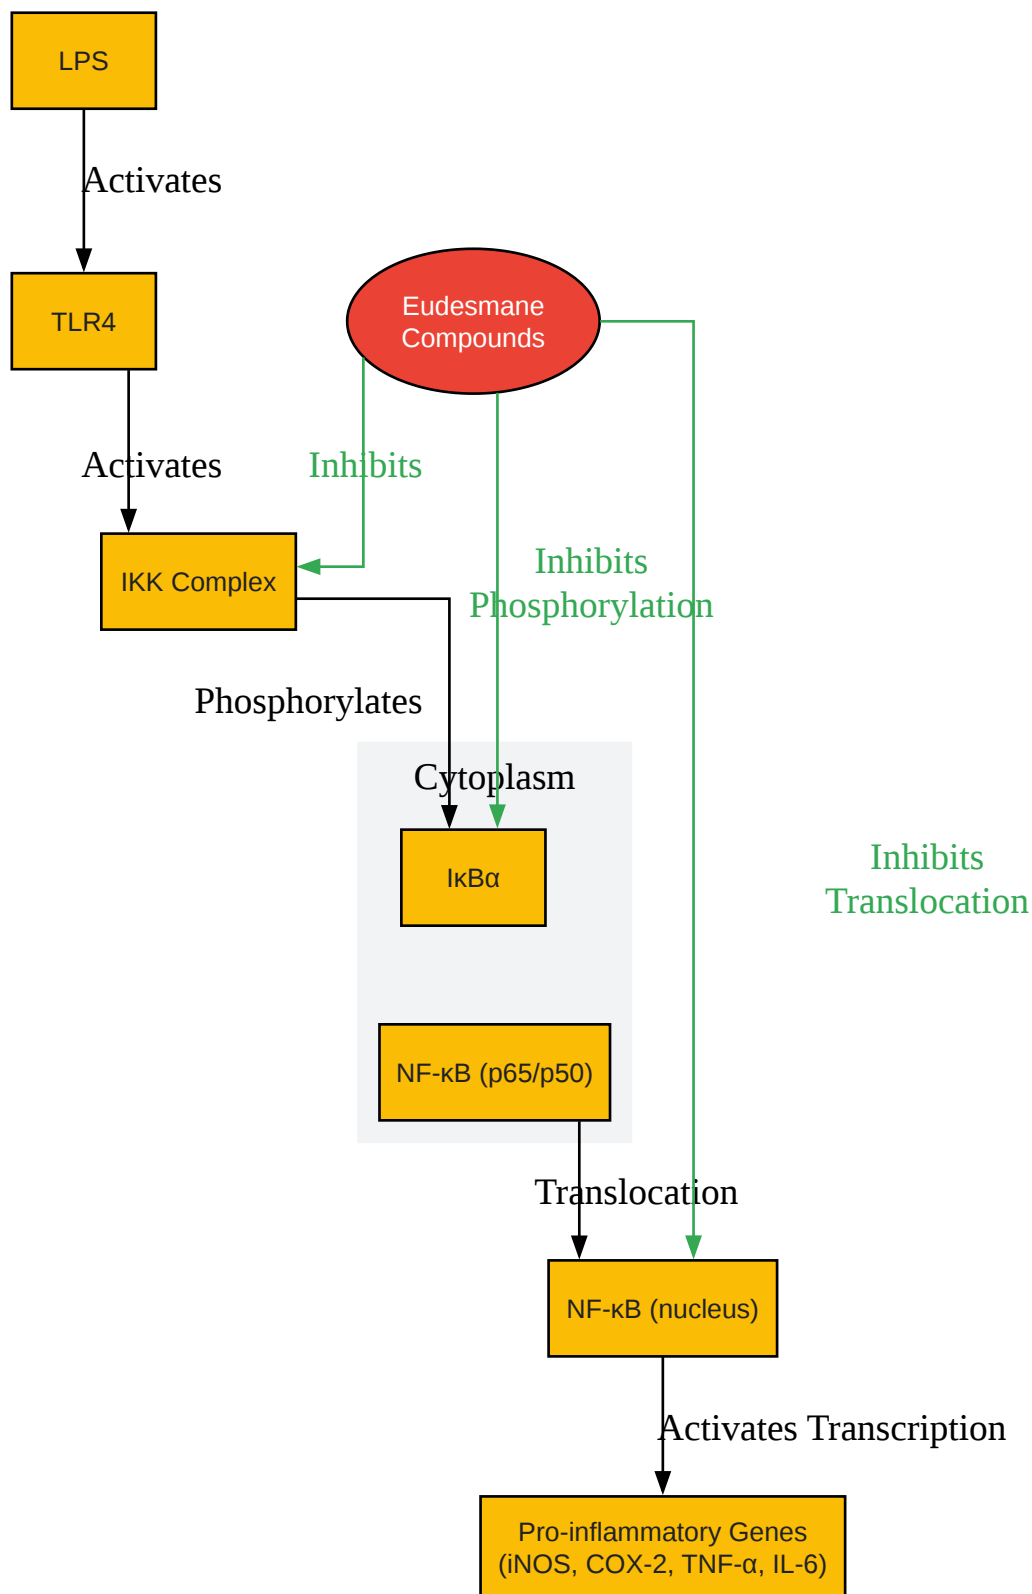 LPS
Activates
TLR4
Eudesmane
Compounds
Activates
Inhibits
IKK Complex
Inhibits
Phosphorylation
Phosphorylates
Cytoplasm
IκBα
Inhibits
Translocation
NF-κB (p65/p50)
Translocation
NF-κB (nucleus)
Activates Transcription
Pro-inflammatory Genes
(iNOS, COX-2, TNF-α, IL-6)